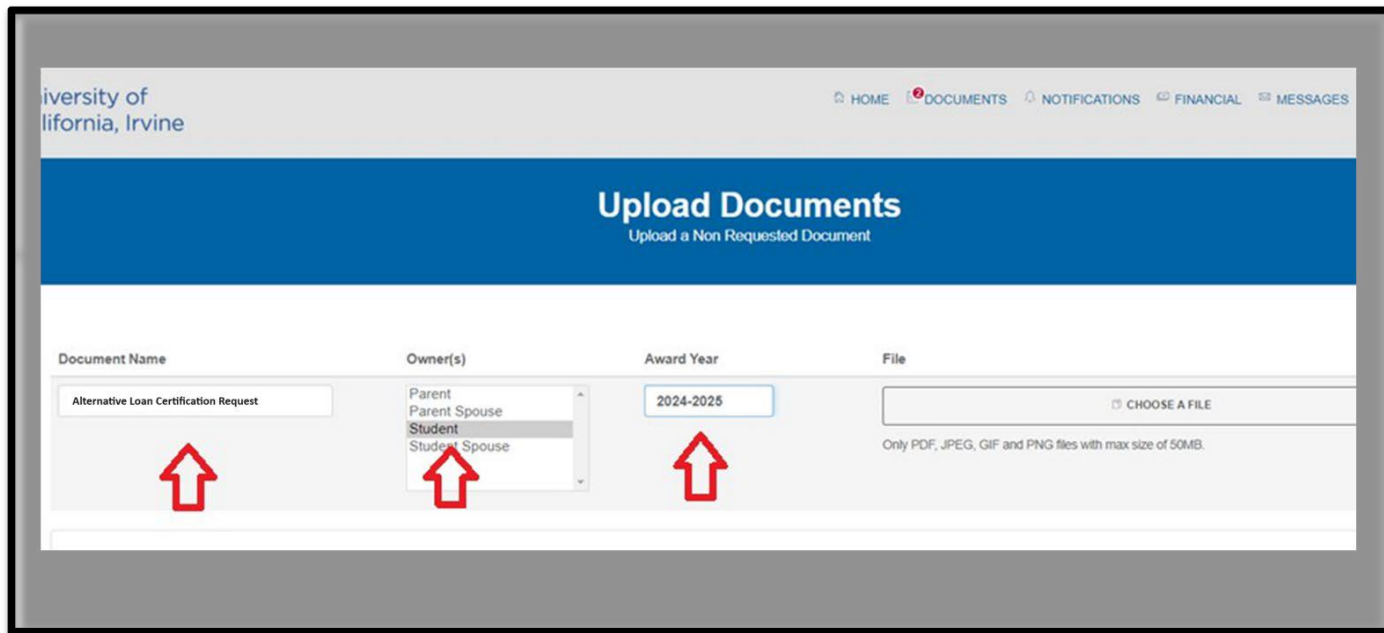 iversity of
lifornia, Irvine
HOME 2 DOCUMENTS NOTIFICATIONS FINANCIAL MESSAGES
Upload Documents
Upload a Non Requested Document
Document Name Owner(s) Award Year File
Alternative Loan Certification Request
Parent
Parent Spouse
Student
Student Spouse
2024-2025
CHOOSE A FILE
Only PDF, JPEG, GIF and PNG files with max size of 50MB.